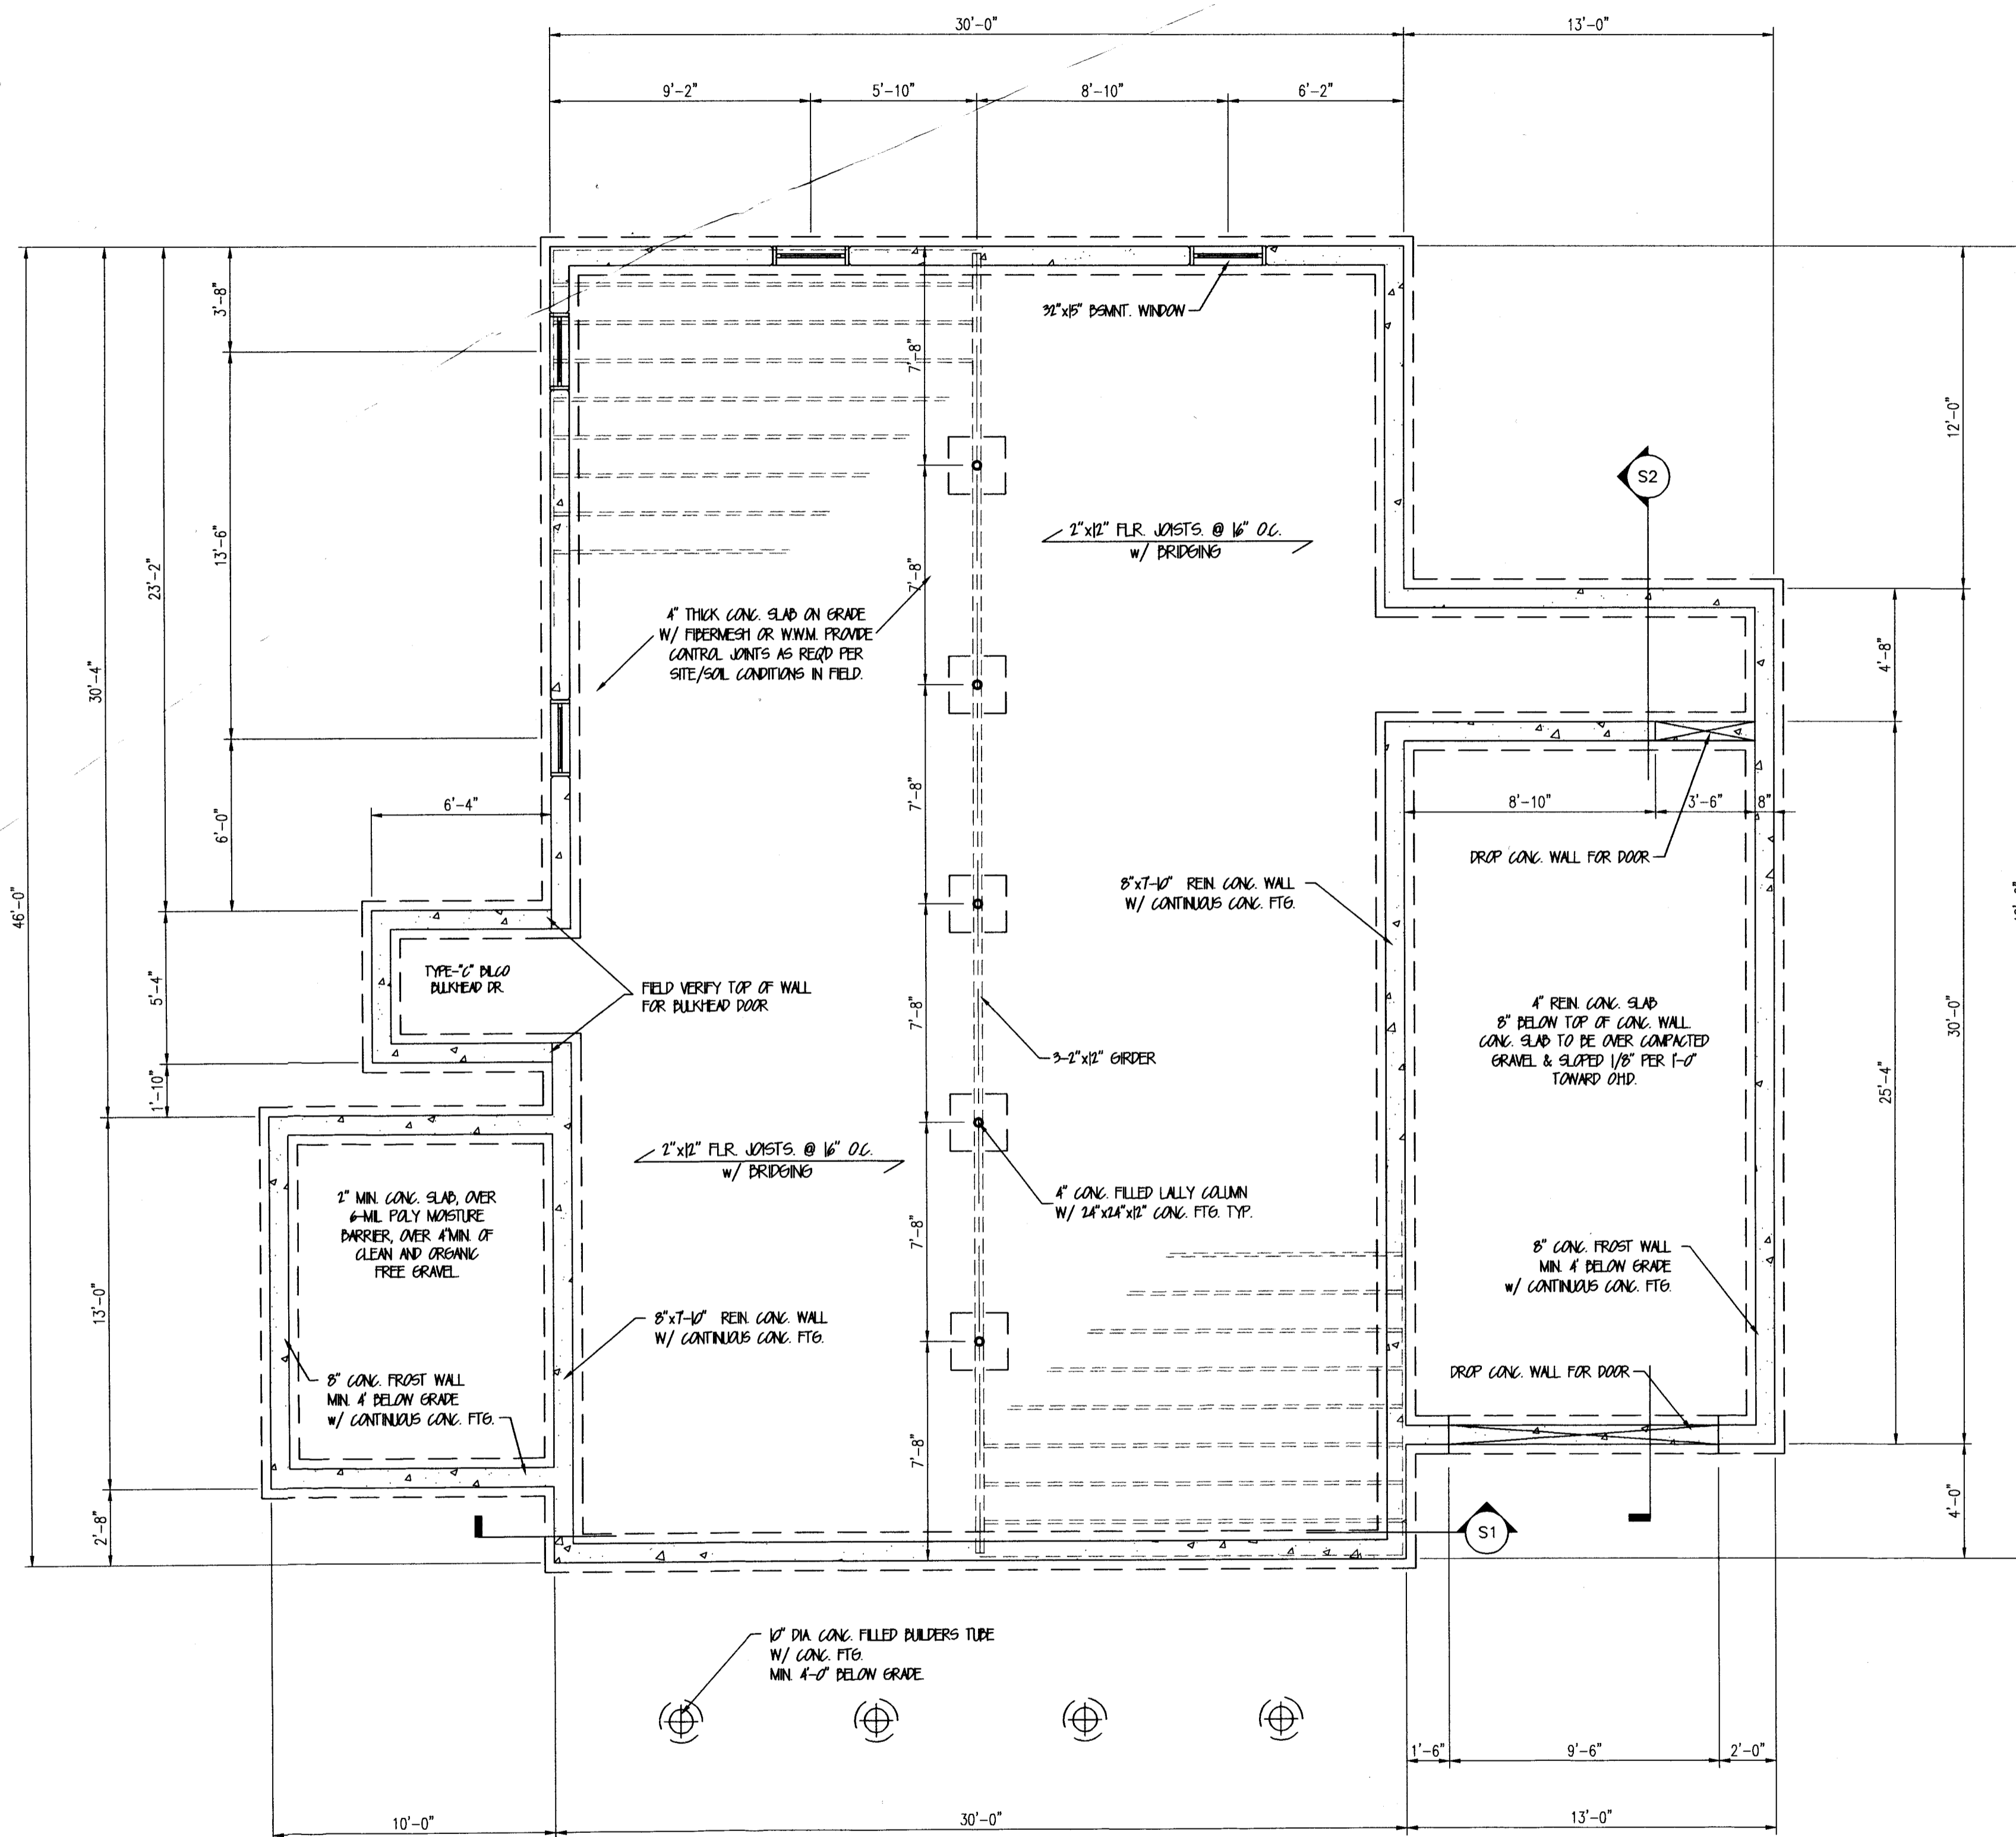 30'-0"
13'-0"
9'-2"
5'-10"
8'-10"
6'-2"
3'-8"
7'-8"
32"x15" BSMNT. WINDOW
12'-0"
S2
7'-8"
2"x12" FLR. JOISTS. @ 16" O.C.
w/ BRIDGING
13'-6"
23'-2"
4" THICK CONC. SLAB ON GRADE
W/ FIBERMESH OR W.W.M. PROVIDE
CONTROL JOINTS AS REQ'D PER
SITE/SOIL CONDITIONS IN FIELD.
30'-4"
4'-8"
6'-4"
6'-0"
7'-8"
8'-10"
3'-6"
8"
DROP CONC. WALL FOR DOOR
46'-0"
8"x7-10" REIN. CONC. WALL
W/ CONTINUOUS CONC. FTG.
5'-4"
TYPE-"C" BILCO
BULKHEAD DR.
FIELD VERIFY TOP OF WALL
FOR BULKHEAD DOOR
7'-8"
4" REIN. CONC. SLAB
8" BELOW TOP OF CONC. WALL.
CONC. SLAB TO BE OVER COMPACTED
GRAVEL & SLOPED 1/8" PER 1'-0"
TOWARD OHD.
30'-0"
25'-4"
3-2"x12" GIRDER
1'-10"
2"x12" FLR. JOISTS. @ 16" O.C.
w/ BRIDGING
2" MIN. CONC. SLAB, OVER
6-MIL POLY MOISTURE
BARRIER, OVER 4"MIN. OF
CLEAN AND ORGANIC
FREE GRAVEL.
4" CONC. FILLED LALLY COLUMN
W/ 24"x24"x12" CONC. FTG. TYP.
7'-8"
8" CONC. FROST WALL
MIN. 4' BELOW GRADE
w/ CONTINUOUS CONC. FTG.
13'-0"
8"x7-10" REIN. CONC. WALL
W/ CONTINUOUS CONC. FTG.
8" CONC. FROST WALL
MIN. 4' BELOW GRADE
w/ CONTINUOUS CONC. FTG.
DROP CONC. WALL FOR DOOR
7'-8"
2'-8"
4'-0"
S1
10" DIA. CONC. FILLED BUILDERS TUBE
W/ CONC. FTG.
MIN. 4'-0" BELOW GRADE
1'-6"
9'-6"
2'-0"
10'-0"
30'-0"
13'-0"